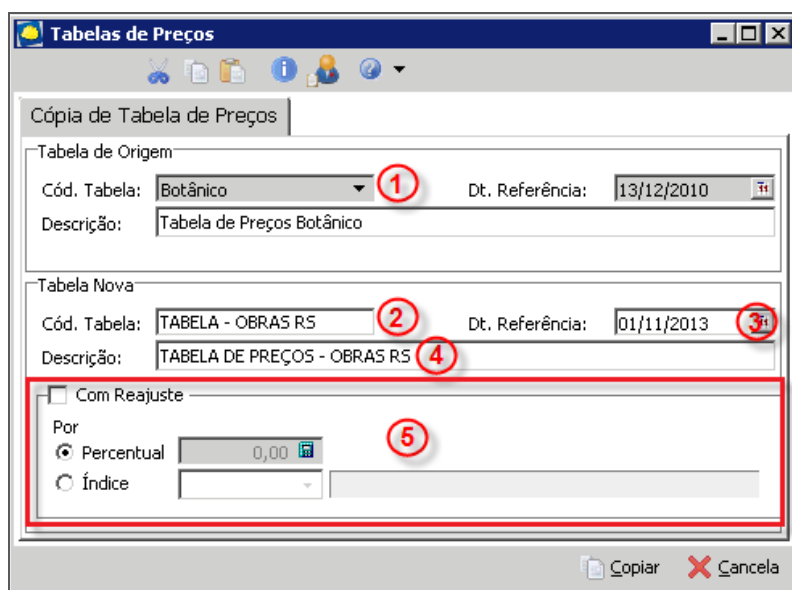 Tabelas de Preços
Cópia de Tabela de Preços
Tabela de Origem
Cód. Tabela: Botânico 1 Dt. Referência: 13/12/2010
Descrição: Tabela de Preços Botânico
Tabela Nova
Cód. Tabela: TABELA - OBRAS RS 2 Dt. Referência: 01/11/2013 3
Descrição: TABELA DE PREÇOS - OBRAS RS 4
Com Reajuste
Por
5
Percentual 0,00
Índice
Copiar Cancela